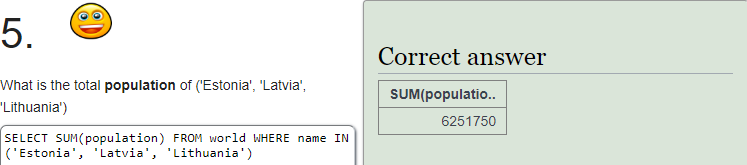 5.
What is the total population of ('Estonia', 'Latvia',
'Lithuania')
SELECT SUM(population) FROM world WHERE name IN
('Estonia', 'Latvia', 'Lithuania')
Correct answer
SUM(populatio..
6251750